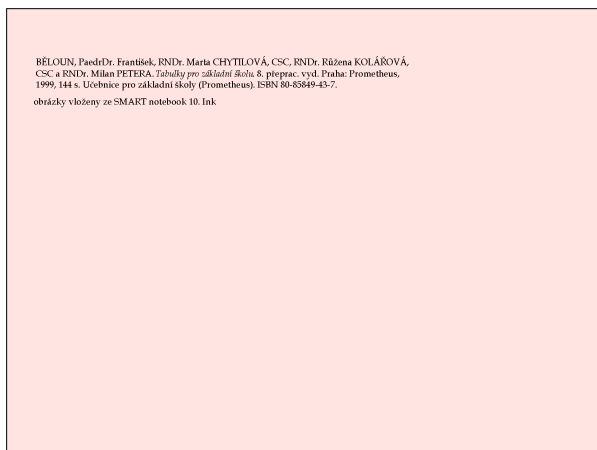 BĚLOUN, PaedrDr. František, RNDr. Marta CHYTILOVÁ, CSC, RNDr. Růžena KOLÁŘOVÁ,
CSC a RNDr. Milan PETERA. Tabulky pro základní školu. 8. přeprac. vyd. Praha: Prometheus,
1999, 144 s. Učebnice pro základní školy (Prometheus). ISBN 80-85849-43-7.
obrázky vloženy ze SMART notebook 10. Ink